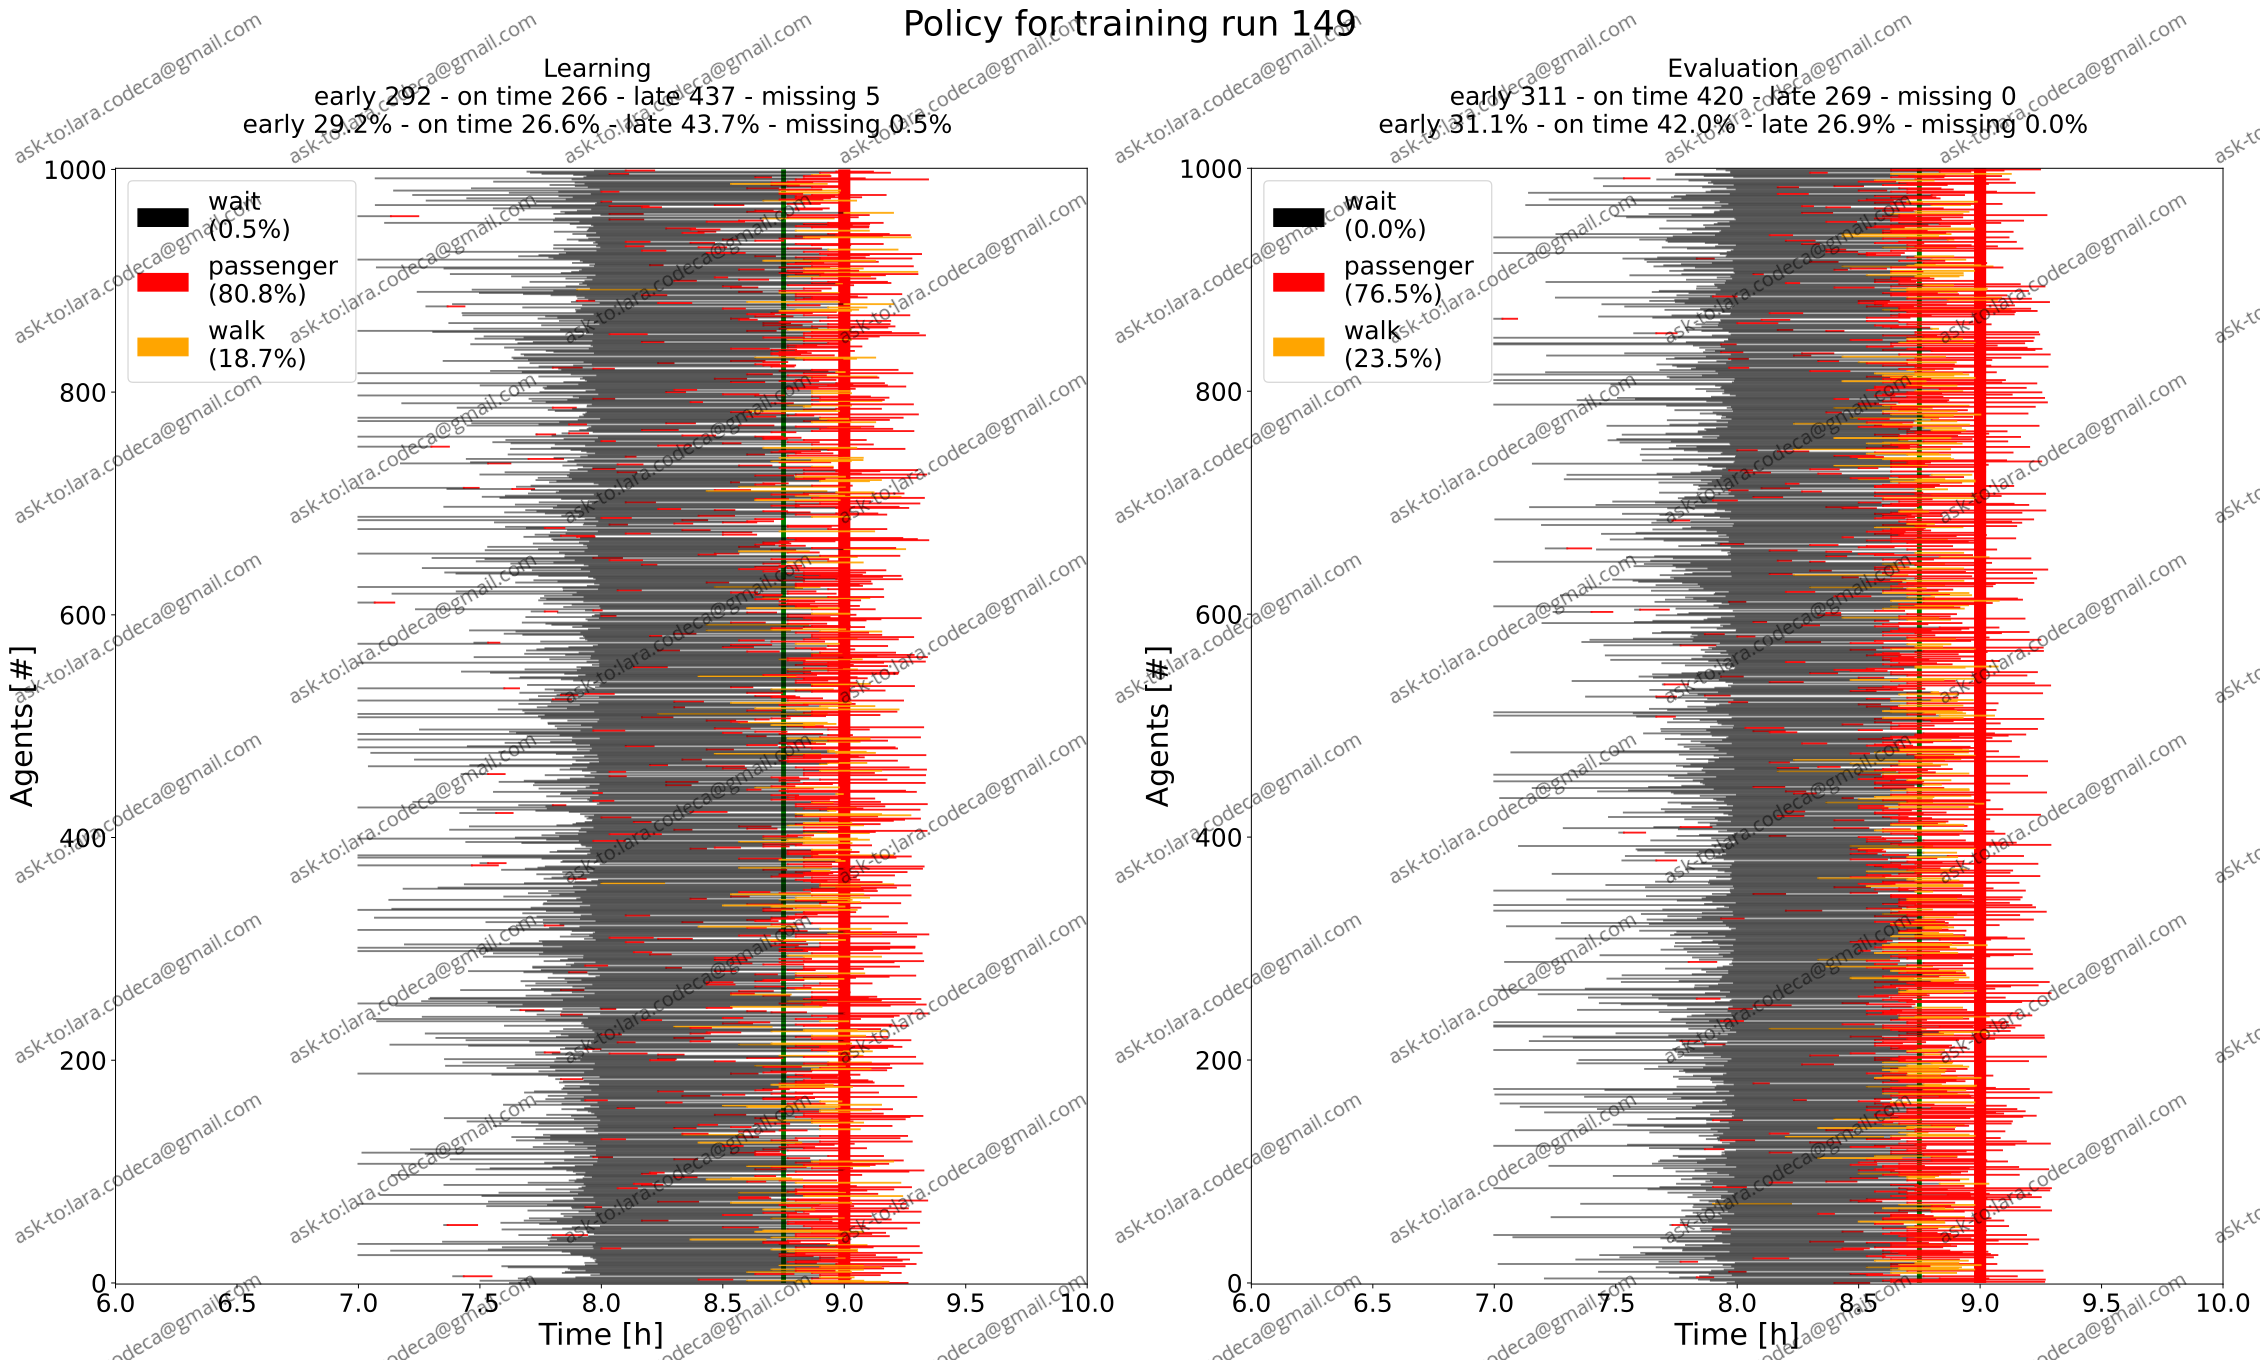 Policy for training run 149
Learning
early 292 - on time 266 - late 437 - missing 5
early 29.2% - on time 26.6% - late 43.7% - missing 0.5%
wait
(0.5%)
passenger
(80.8%)
walk
(18.7%)
Agents [#]
1000
800
600
400
200
0
6.0 6.5 7.0 7.5 8.0 8.5 9.0 9.5 10.0
Time [h]
Evaluation
early 311 - on time 420 - late 269 - missing 0
early 31.1% - on time 42.0% - late 26.9% - missing 0.0%
wait
(0.0%)
passenger
(76.5%)
walk
(23.5%)
Agents [#]
1000
800
600
400
200
0
6.0 6.5 7.0 7.5 8.0 8.5 9.0 9.5 10.0
Time [h]
ask-to:lara.codeca@gmail.com